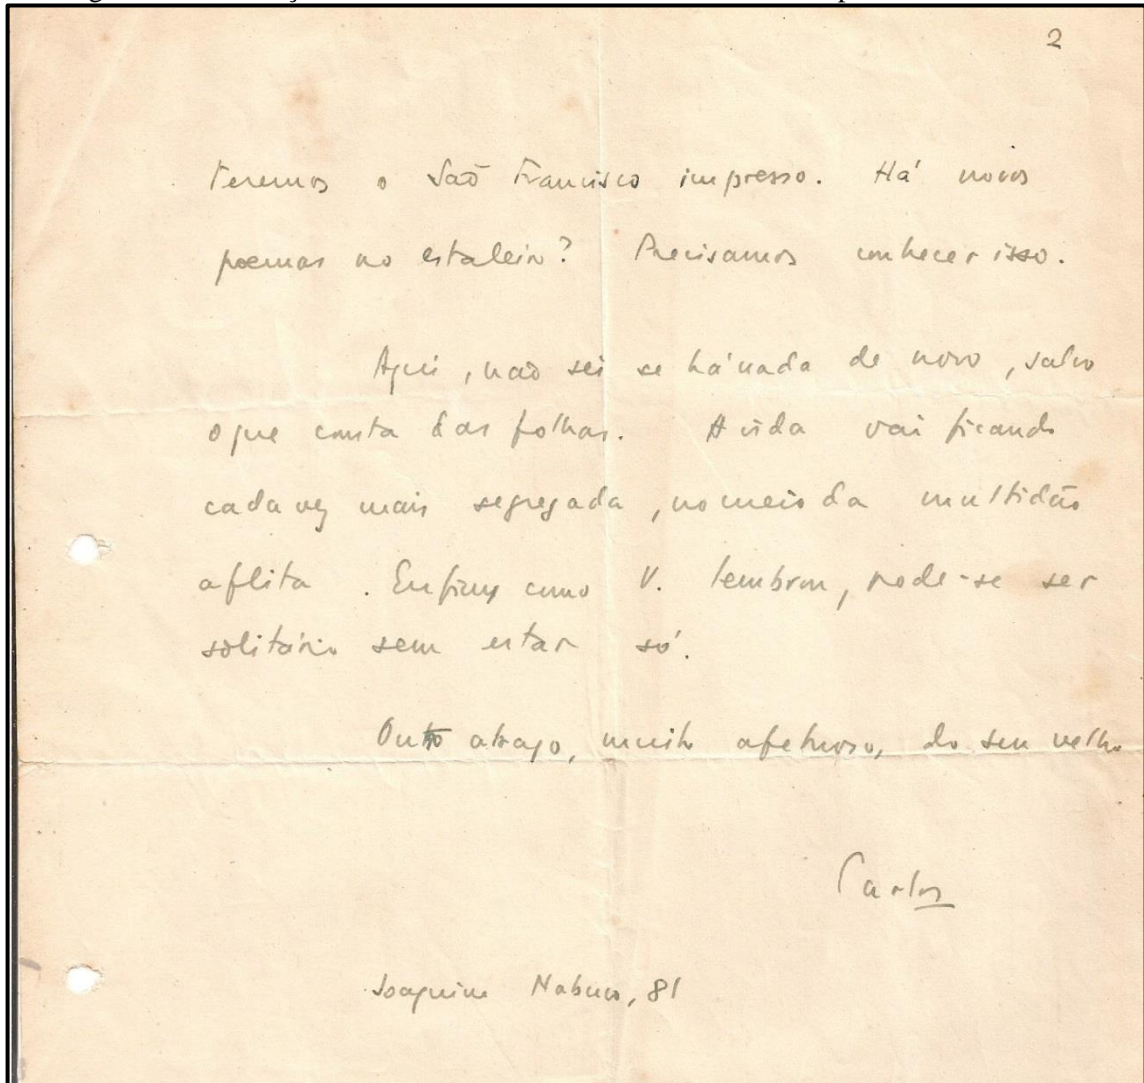 2
teremos o São Francisco impresso. Há novos
poemas no estaleiro? Precisamos conhecer isso.
Aqui, não sei se há nada de novo, salvo
o que consta das folhas. A vida vai ficando
cada vez mais segregada, no meio da multidão
aflita. Enfim, como V. lembrou, pode-se ser
solitário sem estar só.
Outro abraço, muito afetuoso, do seu velho
Carlos
Joaquim Nabuco, 81